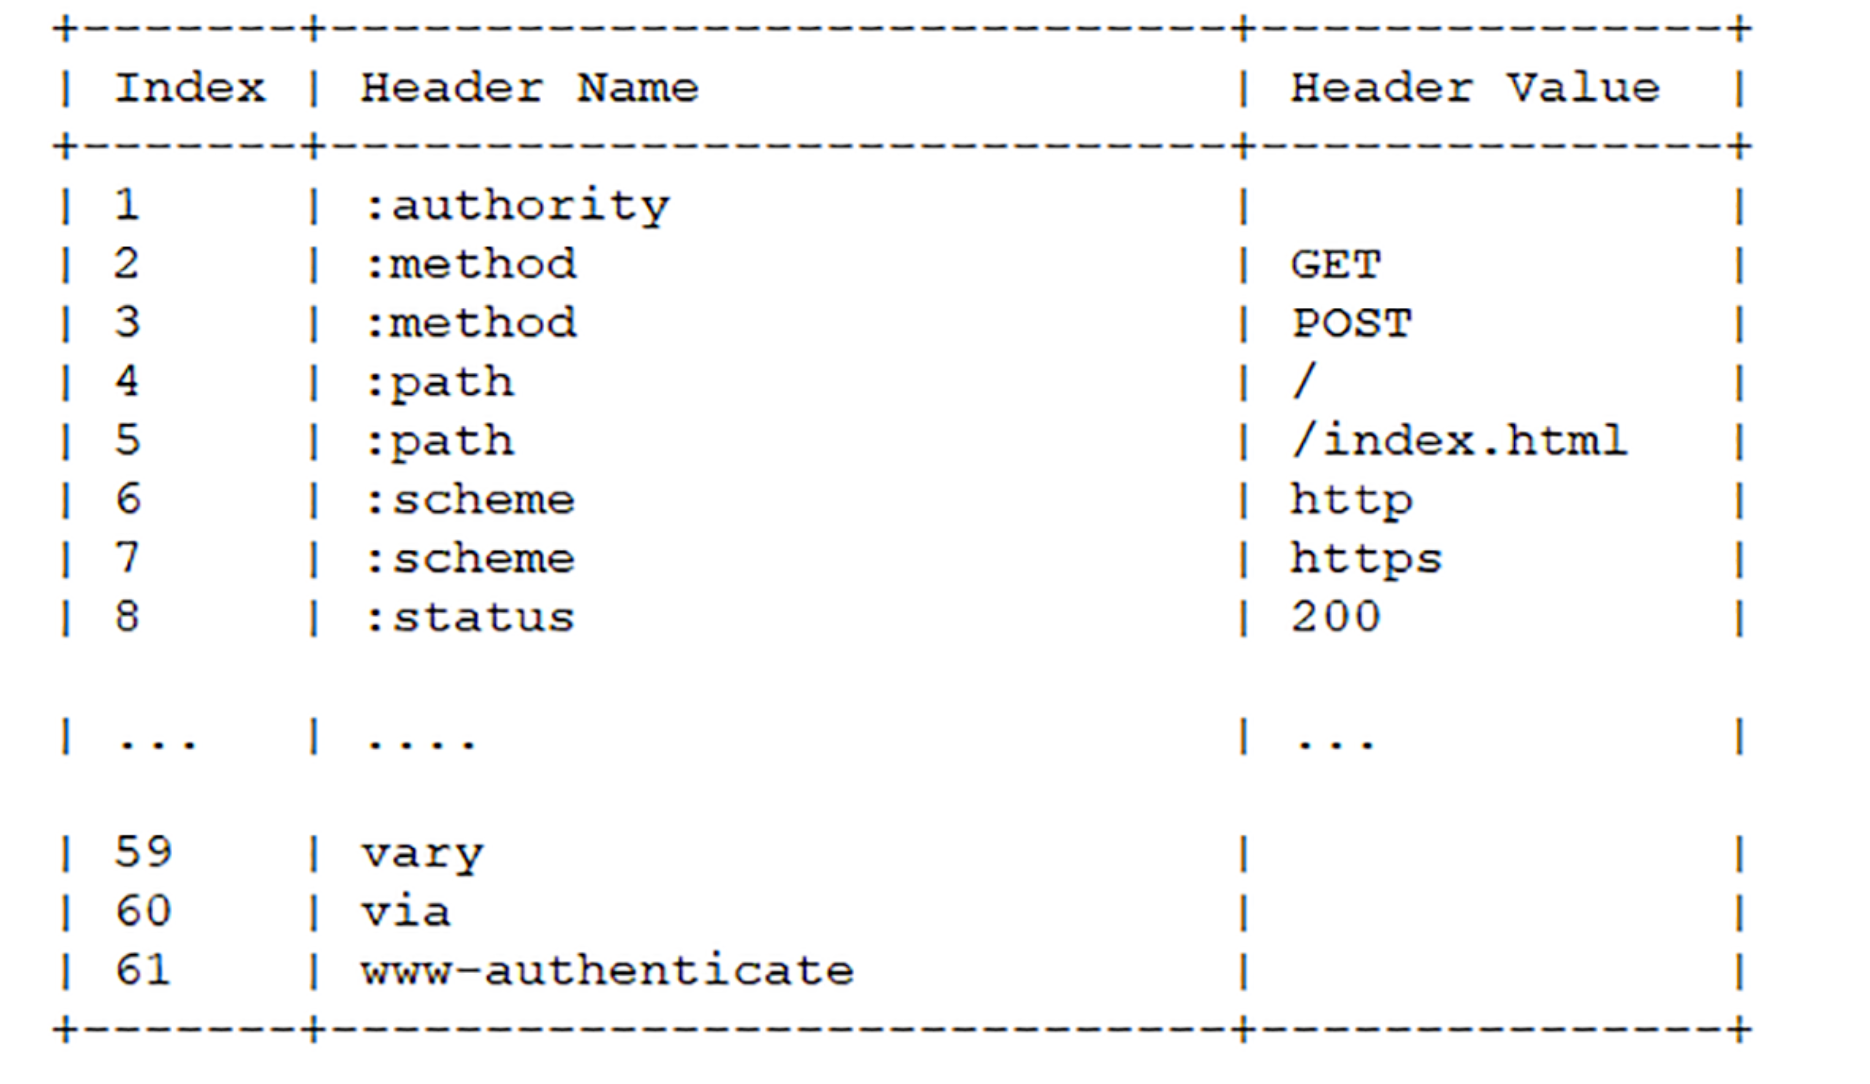 +-------+-----------------------------+---------------+
| Index | Header Name                 | Header Value  |
+-------+-----------------------------+---------------+
| 1     | :authority                  |               |
| 2     | :method                     | GET           |
| 3     | :method                     | POST          |
| 4     | :path                       | /             |
| 5     | :path                       | /index.html   |
| 6     | :scheme                     | http          |
| 7     | :scheme                     | https         |
| 8     | :status                     | 200           |
| ...   | ....                        | ...           |
| 59    | vary                        |               |
| 60    | via                         |               |
| 61    | www-authenticate            |               |
+-------+-----------------------------+---------------+